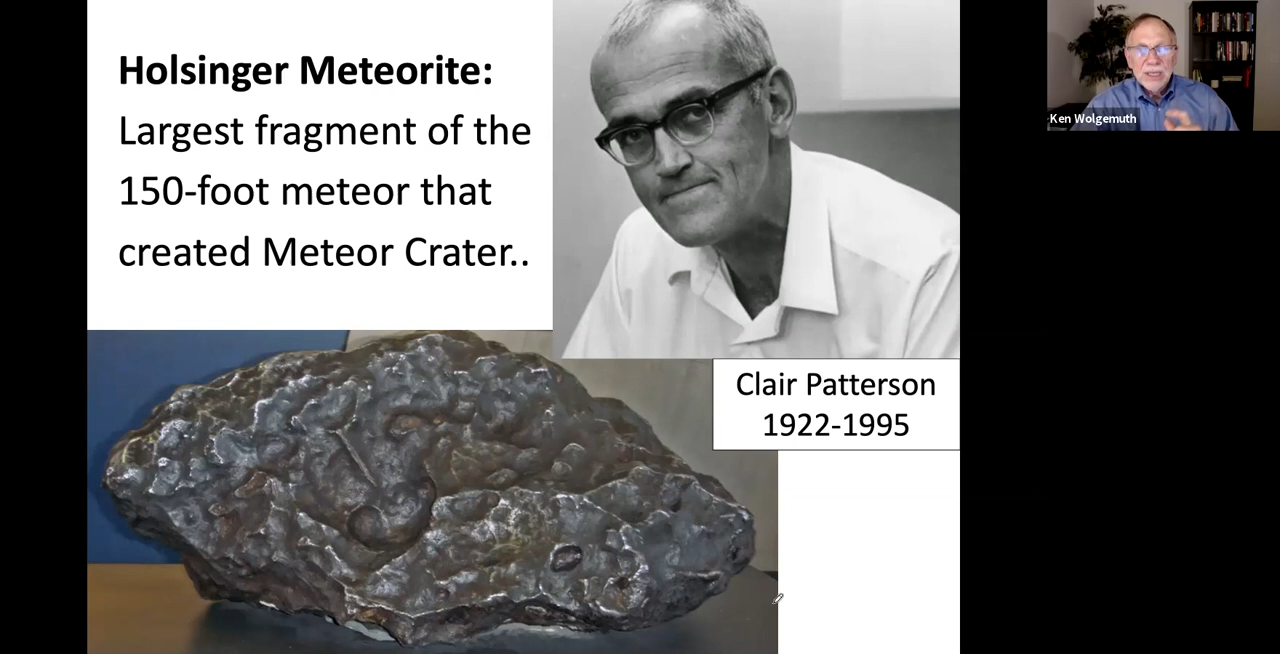 Holsinger Meteorite:
Largest fragment of the
150-foot meteor that
created Meteor Crater..
Clair Patterson
1922-1995
Ken Wolgemuth